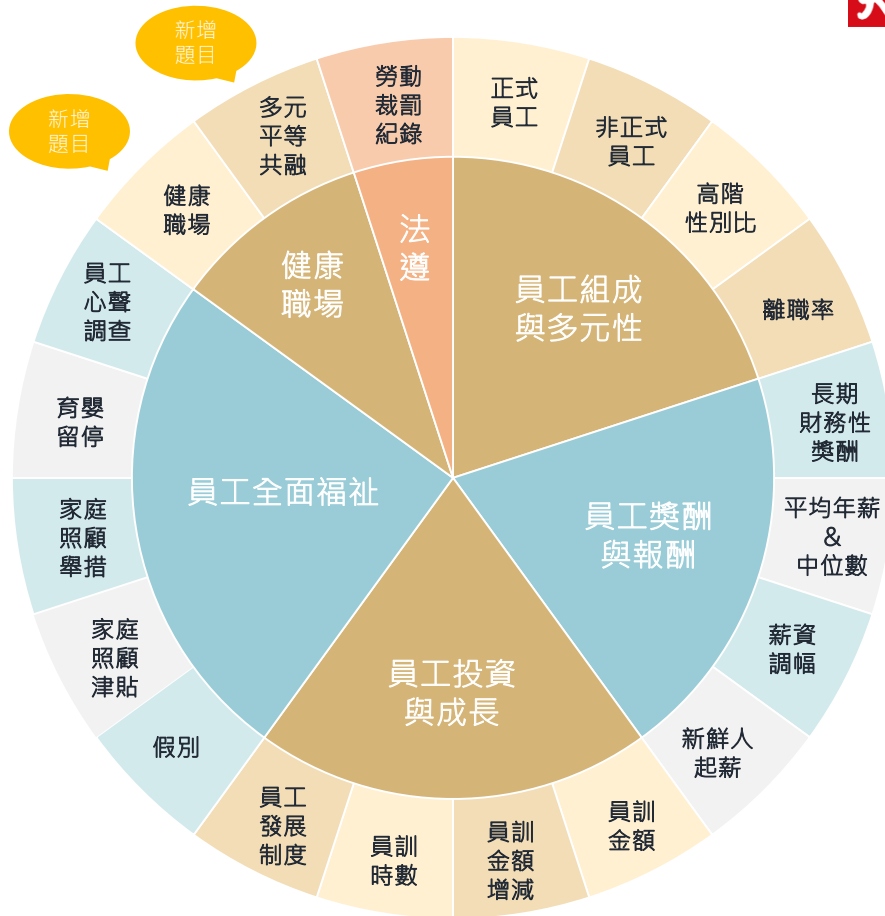 新增
題目
新增
題目
勞動
裁罰
紀錄
正式
員工
非正式
員工
高階
性別比
離職率
長期
財務性
獎酬
平均年薪
&
中位數
薪資
調幅
新鮮人
起薪
員訓
金額
員訓
金額
增減
員訓
時數
員工
發展
制度
假別
家庭
照顧
津貼
家庭
照顧
舉措
育嬰
留停
員工
心聲
調查
健康
職場
多元
平等
共融
法
遵
員工組成
與多元性
員工獎酬
與報酬
員工投資
與成長
員工全面福祉
健康
職場